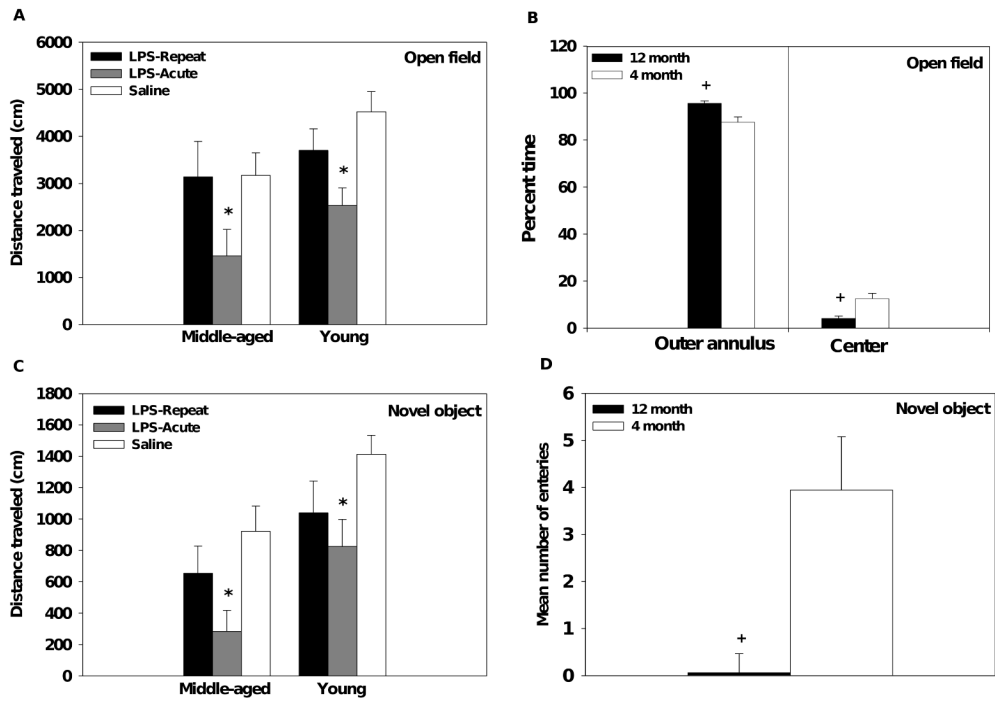 A
6000
5000
4000
3000
2000
1000
0
Distance traveled (cm)
LPS-Repeat
LPS-Acute
Saline
Open field
*
*
Middle-aged
Young
B
120
100
80
60
40
20
0
Percent time
12 month
4 month
Open field
+
+
Outer annulus
Center
C
1800
1600
1400
1200
1000
800
600
400
200
0
Distance traveled (cm)
LPS-Repeat
LPS-Acute
Saline
Novel object
*
*
Middle-aged
Young
D
6
5
4
3
2
1
0
Mean number of enteries
12 month
4 month
Novel object
+